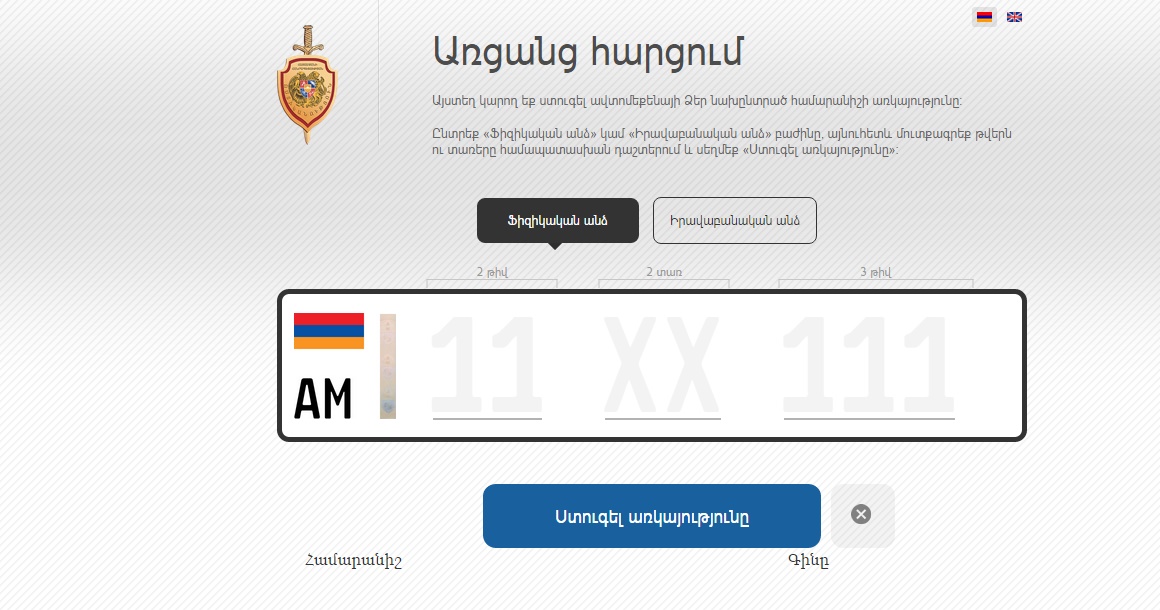 Առցանց հարցում
Այստեղ կարող եք ստուգել ավտոմեքենայի Ձեր նախընտրած համարանիշի առկայությունը:
Ընտրեք «Ֆիզիկական անձ» կամ «Իրավաբանական անձ» բաժինը, այնուհետև մուտքագրեք թվերն
ու տառերը համապատասխան դաշտերում և սեղմեք «Ստուգել առկայությունը»:
Ֆիզիկական անձ
Իրավաբանական անձ
2 թիվ
2 տառ
3 թիվ
AM
11
XX
111
Ստուգել առկայությունը
Համարանիշ
Գինը